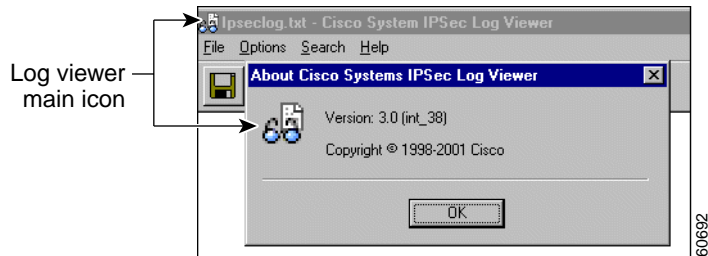 Ipseclog.txt - Cisco System IPSec Log Viewer
File Options Search Help
Log viewer
main icon
About Cisco Systems IPSec Log Viewer
Version: 3.0 (int_38)
Copyright © 1998-2001 Cisco
OK
60692